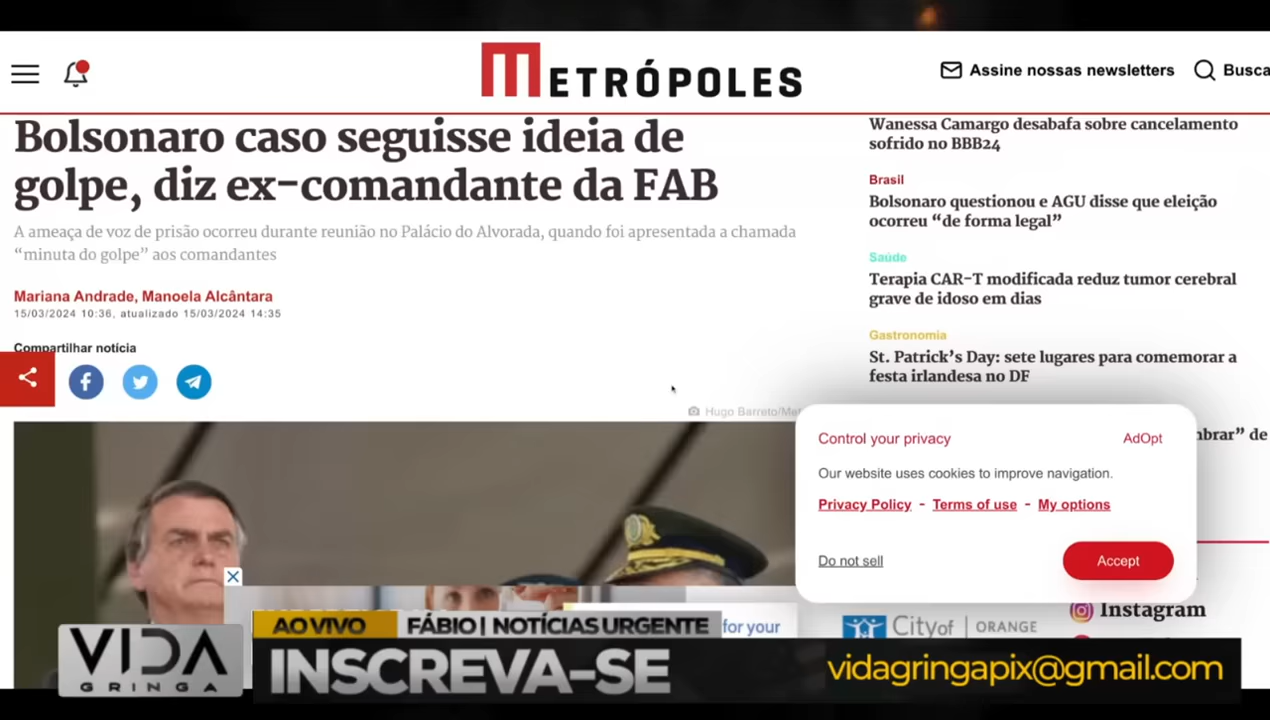 METRÓPOLES
Assine nossas newsletters
Busca
Bolsonaro caso seguisse ideia de
golpe, diz ex-comandante da FAB
A ameaça de voz de prisão ocorreu durante reunião no Palácio do Alvorada, quando foi apresentada a chamada
“minuta do golpe” aos comandantes
Mariana Andrade, Manoela Alcântara
15/03/2024 10:36, atualizado 15/03/2024 14:35
Compartilhar notícia
Hugo Barreto/Met
Wanessa Camargo desabafa sobre cancelamento
sofrido no BBB24
Brasil
Bolsonaro questionou e AGU disse que eleição
ocorreu “de forma legal”
Saúde
Terapia CAR-T modificada reduz tumor cerebral
grave de idoso em dias
Gastronomia
St. Patrick’s Day: sete lugares para comemorar a
festa irlandesa no DF
de
Control your privacy
AdOpt
Our website uses cookies to improve navigation.
Privacy Policy - Terms of use - My options
Do not sell
Accept
Instagram
for your
City of ORANGE
AO VIVO
FÁBIO | NOTÍCIAS URGENTE
VIDA
GRINGA
INSCREVA-SE
vidagringapix@gmail.com